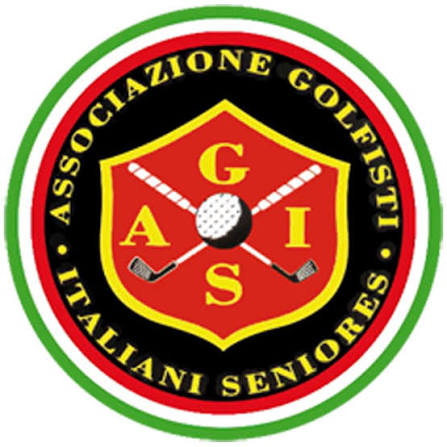 ASSOCIAZIONE GOLFISTI
• ITALIANI SENIORES •
G
A I
S